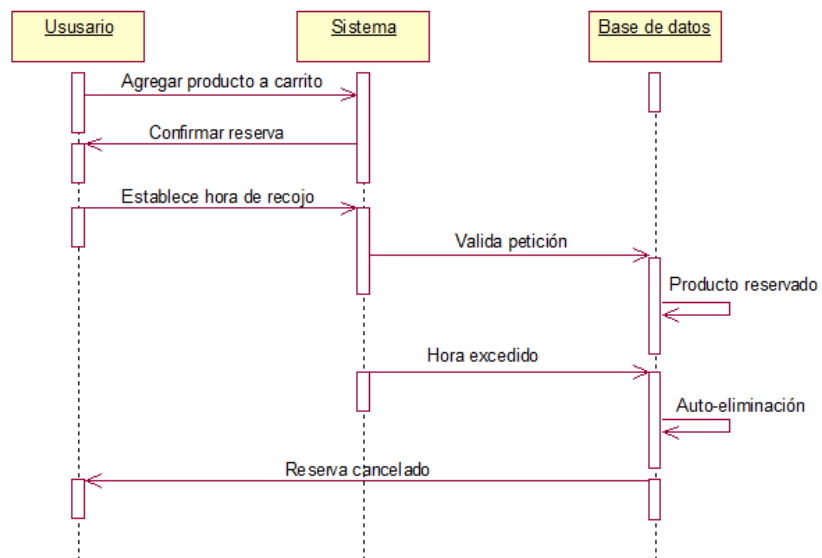 Ususario
Sistema
Base de datos
Agregar producto a carrito
Confirmar reserva
Establece hora de recojo
Valida petición
Producto reservado
Hora excedido
Auto-eliminación
Reserva cancelado